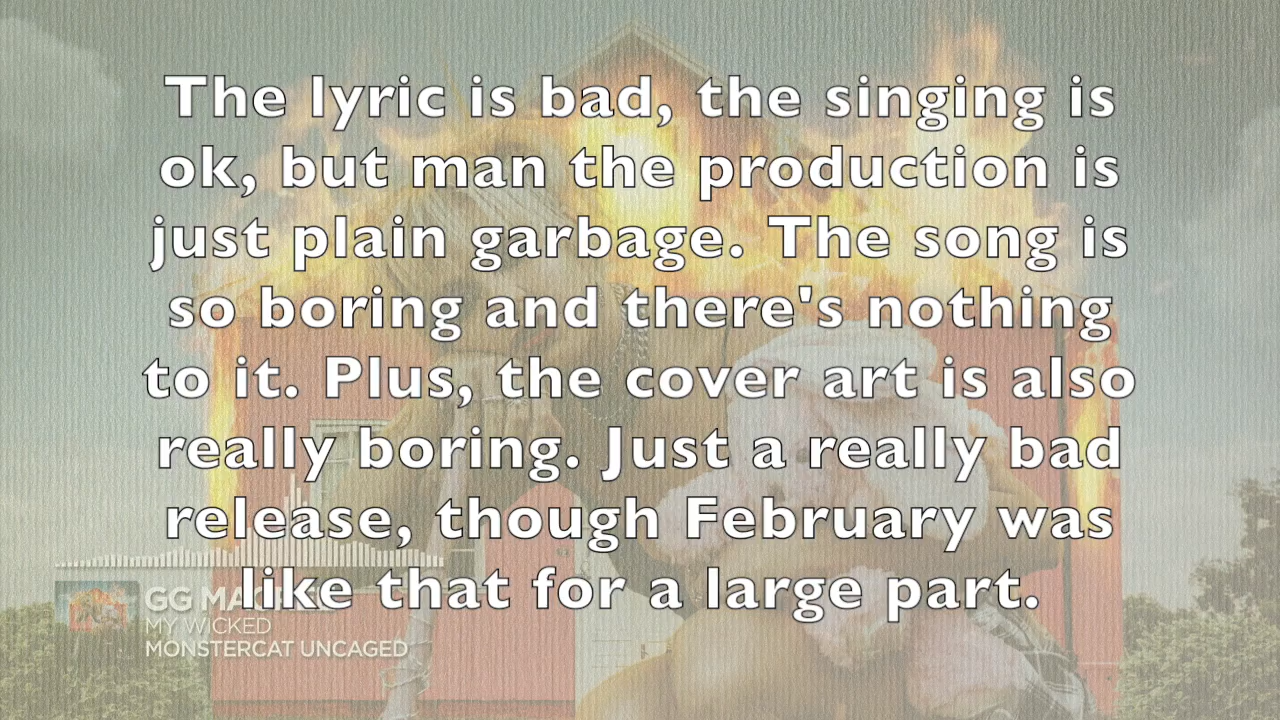 The lyric is bad, the singing is
ok, but man the production is
just plain garbage. The song is
so boring and there's nothing
to it. Plus, the cover art is also
really boring. Just a really bad
release, though February was
like that for a large part.
GG
MY WICKED
MONSTERCAT UNCAGED